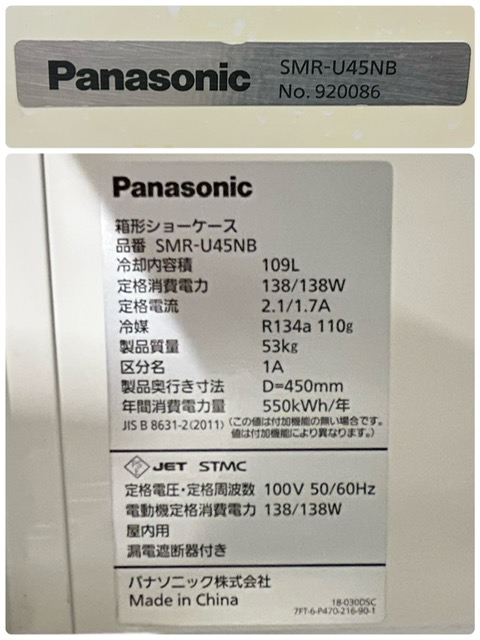 Panasonic SMR-U45NB
No. 920086
Panasonic
箱形ショーケース
品番 SMR-U45NB
冷却内容積 109L
定格消費電力 138/138W
定格電流 2.1/1.7A
冷媒 R134a 110g
製品質量 53kg
区分名 1A
製品奥行き寸法 D=450mm
年間消費電力量 550kWh/年
JIS B 8631-2(2011) (この値は付加機能の無い場合です。
値は付加機能により異なります。)
JET STMC
定格電圧・定格周波数 100V 50/60Hz
電動機定格消費電力 138/138W
屋内用
漏電遮断器付き
パナソニック株式会社
Made in China
18-030DSC
7FT-6-P470-216-90-1